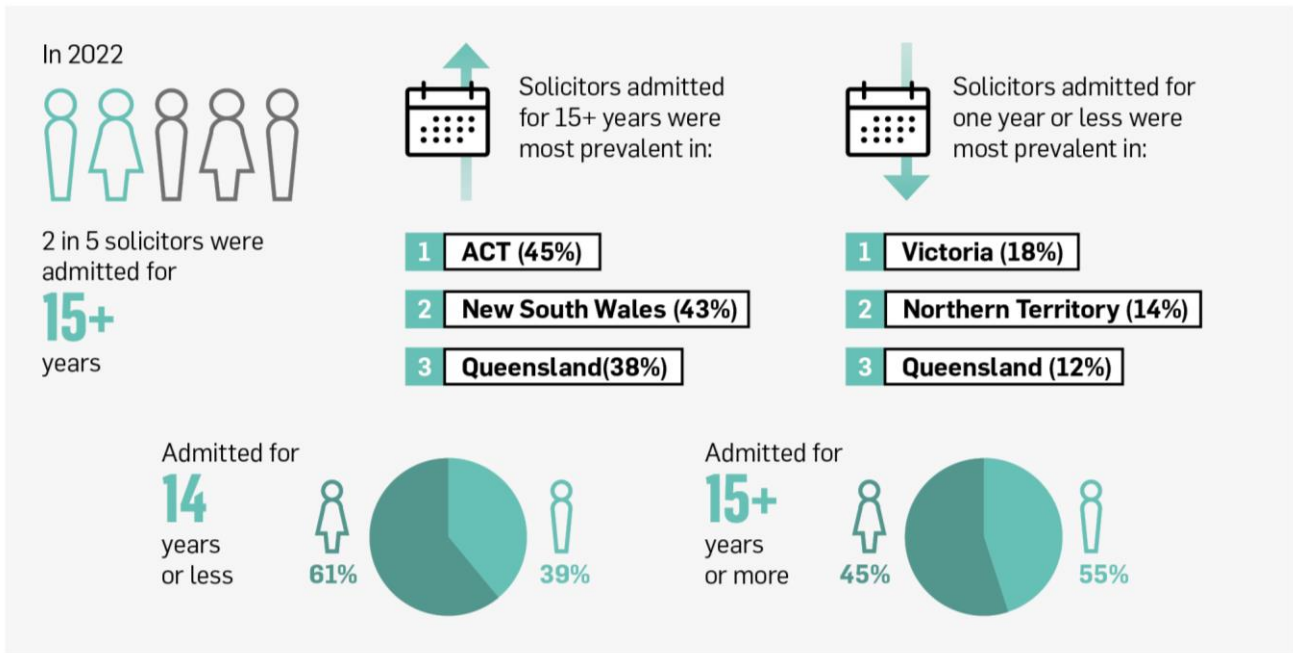 In 2022
2 in 5 solicitors were
admitted for
15+
years
Solicitors admitted
for 15+ years were
most prevalent in:
1 ACT (45%)
2 New South Wales (43%)
3 Queensland(38%)
Solicitors admitted for
one year or less were
most prevalent in:
1 Victoria (18%)
2 Northern Territory (14%)
3 Queensland (12%)
Admitted for
14
years
or less
61%
39%
Admitted for
15+
years
or more
45%
55%